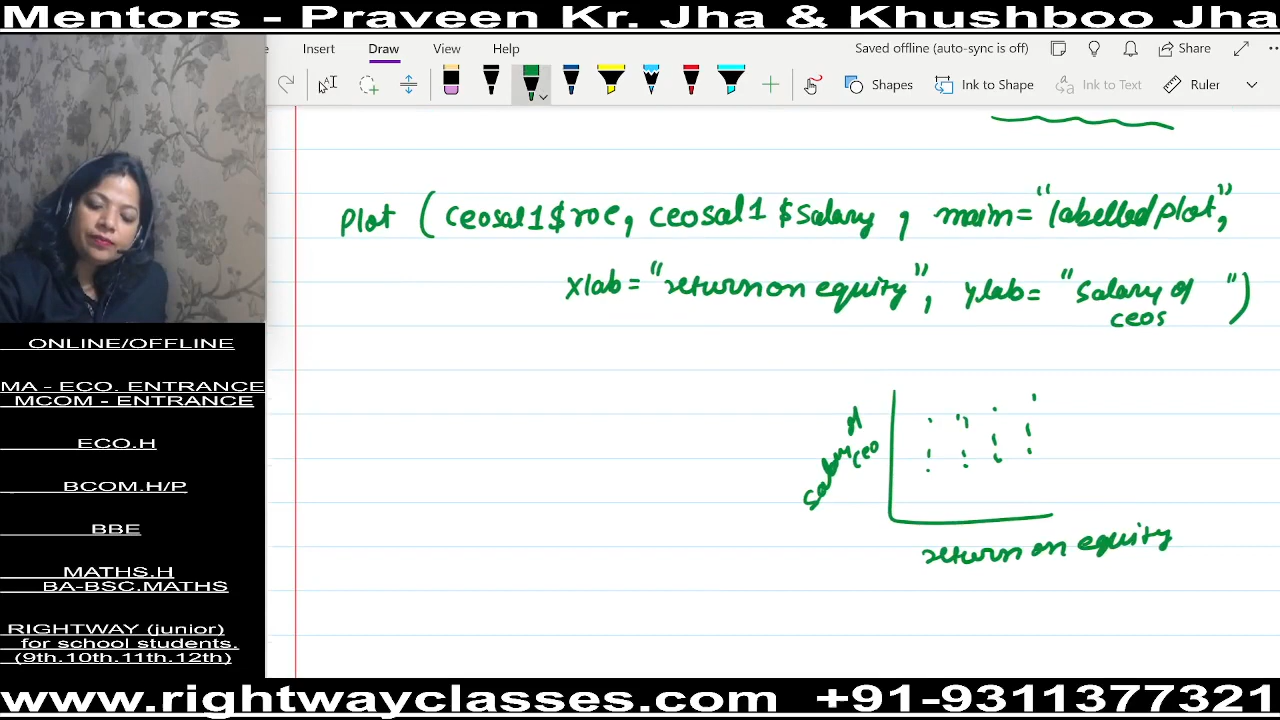 Mentors - Praveen Kr. Jha & Khushboo Jha
Insert Draw View Help Saved offline (auto-sync is off) Share
Shapes Ink to Shape Ink to Text Ruler
Plot ( ceosal1$roe, ceosal1 $salary , main="labelled plot",
xlab= "return on equity", ylab= "salary of ceos ")
salary of ceo
return on equity
ONLINE/OFFLINE
MA - ECO. ENTRANCE
MCOM - ENTRANCE
ECO.H
BCOM.H/P
BBE
MATHS.H
BA-BSC.MATHS
RIGHTWAY (junior)
for school students.
(9th.10th.11th.12th)
www.rightwayclasses.com +91-9311377321